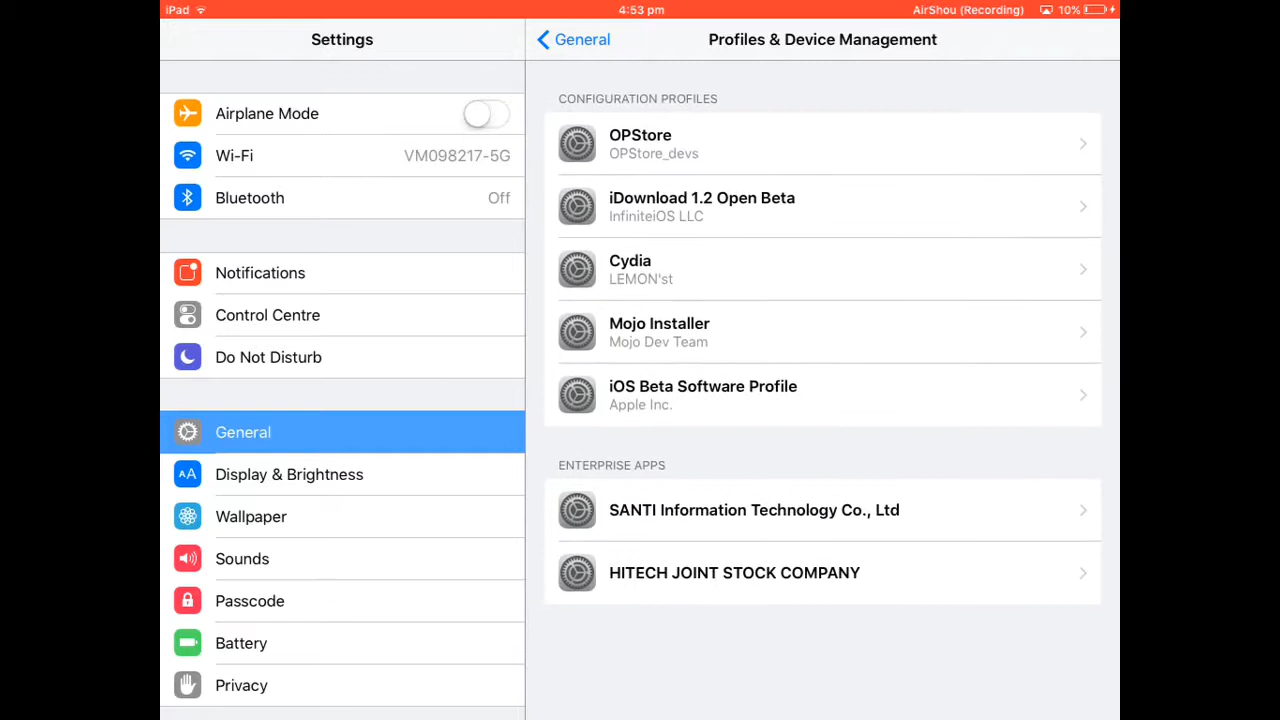 iPad
4:53 pm
AirShou (Recording)
10%
Settings
General
Profiles & Device Management
Airplane Mode
Wi-Fi
VM098217-5G
Bluetooth
Off
Notifications
Control Centre
Do Not Disturb
General
AA Display & Brightness
Wallpaper
Sounds
Passcode
Battery
Privacy
CONFIGURATION PROFILES
OPStore
OPStore_devs
iDownload 1.2 Open Beta
InfiniteiOS LLC
Cydia
LEMON'st
Mojo Installer
Mojo Dev Team
iOS Beta Software Profile
Apple Inc.
ENTERPRISE APPS
SANTI Information Technology Co., Ltd
HITECH JOINT STOCK COMPANY